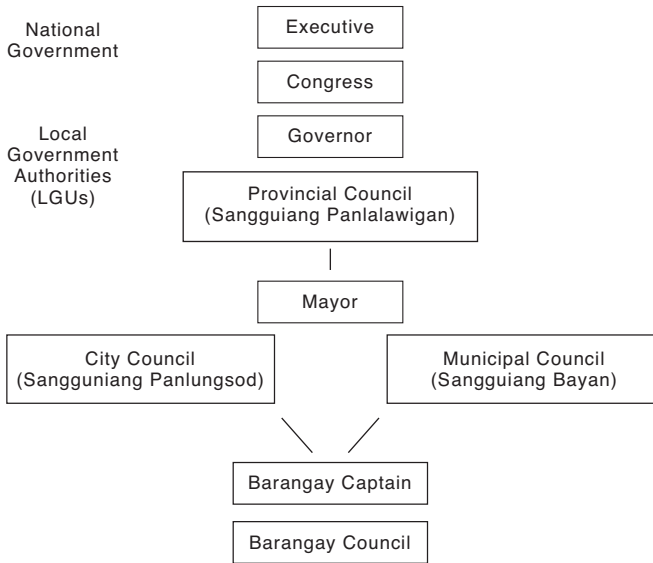 National
Government
Executive
Congress
Local
Government
Authorities
(LGUs)
Governor
Provincial Council
(Sangguiang Panlalawigan)
Mayor
City Council
(Sangguniang Panlungsod)
Municipal Council
(Sangguiang Bayan)
Barangay Captain
Barangay Council